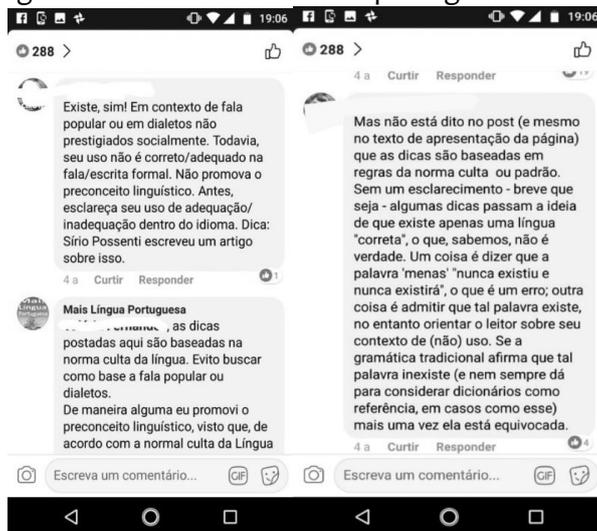 19:06
288 >
Existe, sim! Em contexto de fala
popular ou em dialetos não
prestigiados socialmente. Todavia,
seu uso não é correto/adequado na
fala/escrita formal. Não promova o
preconceito linguístico. Antes,
esclareça seu uso de adequação/
inadequação dentro do idioma. Dica:
Sírio Possenti escreveu um artigo
sobre isso.
4 a Curtir Responder 1
Mais Língua Portuguesa
, as dicas
postadas aqui são baseadas na
norma culta da língua. Evito buscar
como base a fala popular ou
dialetos.
De maneira alguma eu promovi o
preconceito linguístico, visto que, de
acordo com a normal culta da Língua
Escreva um comentário... GIF
19:06
288 >
4 a Curtir Responder 19
Mas não está dito no post (e mesmo
no texto de apresentação da página)
que as dicas são baseadas em
regras da norma culta ou padrão.
Sem um esclarecimento - breve que
seja - algumas dicas passam a ideia
de que existe apenas uma língua
"correta", o que, sabemos, não é
verdade. Um coisa é dizer que a
palavra 'menas' "nunca existiu e
nunca existirá", o que é um erro; outra
coisa é admitir que tal palavra existe,
no entanto orientar o leitor sobre seu
contexto de (não) uso. Se a
gramática tradicional afirma que tal
palavra inexiste (e nem sempre dá
para considerar dicionários como
referência, em casos como esse)
mais uma vez ela está equivocada.
4 a Curtir Responder 4
Escreva um comentário... GIF